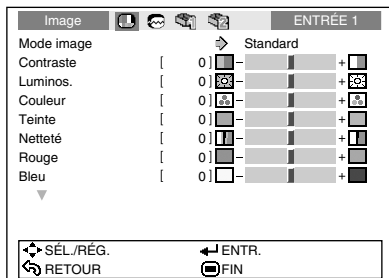 Image ENTRÉE 1
Mode image Standard
Contraste [ 0 ] - +
Luminos. [ 0 ] - +
Couleur [ 0 ] - +
Teinte [ 0 ] - +
Netteté [ 0 ] - +
Rouge [ 0 ] - +
Bleu [ 0 ] - +
SÉL./RÉG. ENTR.
RETOUR FIN